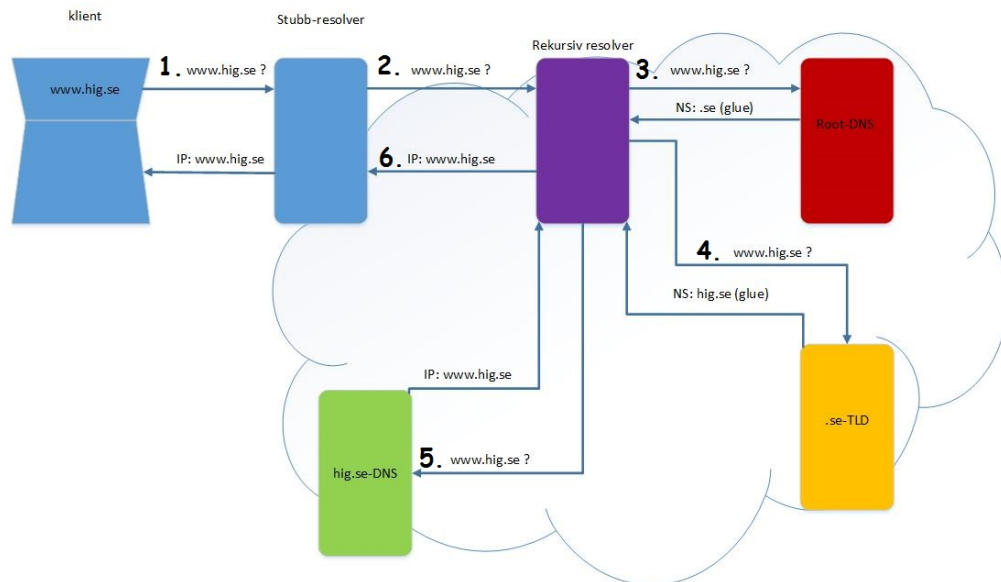 klient
Stubb-resolver
Rekursiv resolver
1. www.hig.se ?
2. www.hig.se ?
3. www.hig.se ?
www.hig.se
NS: .se (glue)
Root-DNS
IP: www.hig.se
6. IP: www.hig.se
4. www.hig.se ?
NS: hig.se (glue)
IP: www.hig.se
.se-TLD
5. www.hig.se ?
hig.se-DNS